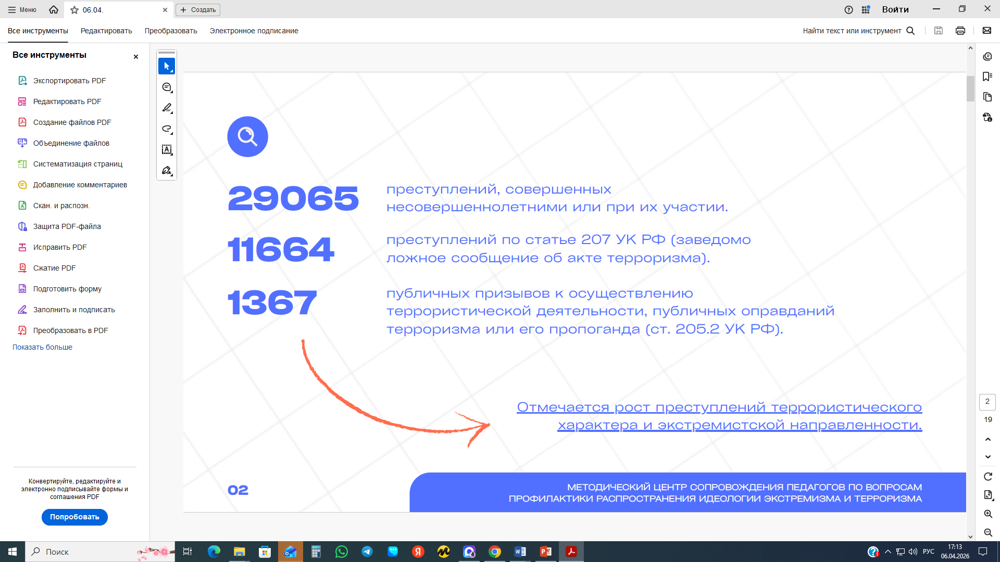 Меню
06.04.
Создать
Войти
Все инструменты
Редактировать
Преобразовать
Электронное подписание
Найти текст или инструмент
Все инструменты
Экспортировать PDF
Редактировать PDF
Создание файлов PDF
Объединение файлов
Систематизация страниц
Добавление комментариев
Скан. и распозн.
Защита PDF-файла
Исправить PDF
Сжатие PDF
Подготовить форму
Заполнить и подписать
Преобразовать в PDF
Показать больше
Конвертируйте, редактируйте и
электронно подписывайте формы и
соглашения PDF
Попробовать
29065
преступлений, совершенных
несовершеннолетними или при их участии.
11664
преступлений по статье 207 УК РФ (заведомо
ложное сообщение об акте терроризма).
1367
публичных призывов к осуществлению
террористической деятельности, публичных оправданий
терроризма или его пропоганда (ст. 205.2 УК РФ).
Отмечается рост преступлений террористического
характера и экстремистской направленности.
02
МЕТОДИЧЕСКИЙ ЦЕНТР СОПРОВОЖДЕНИЯ ПЕДАГОГОВ ПО ВОПРОСАМ
ПРОФИЛАКТИКИ РАСПРОСТРАНЕНИЯ ИДЕОЛОГИИ ЭКСТРЕМИЗМА И ТЕРРОРИЗМА
2
19
Поиск
4
РУС
17:13
06.04.2026